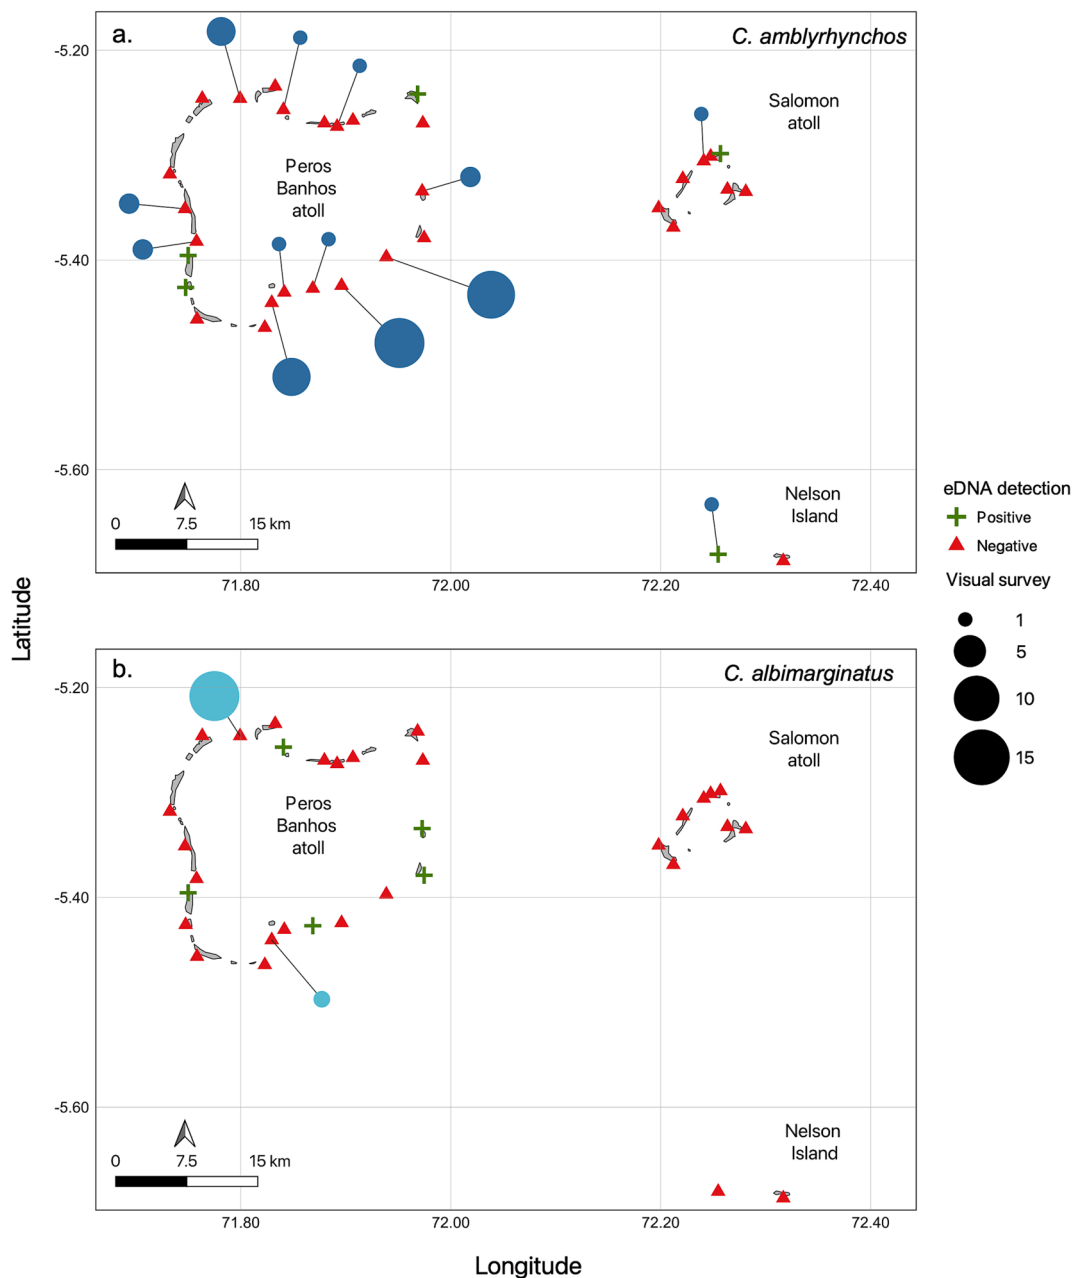 a.
C. amblyrhynchos
-5.20
Salomon
atoll
Peros
Banhos
atoll
-5.40
-5.60
Nelson
Island
0 7.5 15 km
71.80 72.00 72.20 72.40
eDNA detection
Positive
Negative
Visual survey
1
5
10
15
Latitude
b.
C. albimarginatus
-5.20
Salomon
atoll
Peros
Banhos
atoll
-5.40
-5.60
Nelson
Island
0 7.5 15 km
71.80 72.00 72.20 72.40
Longitude